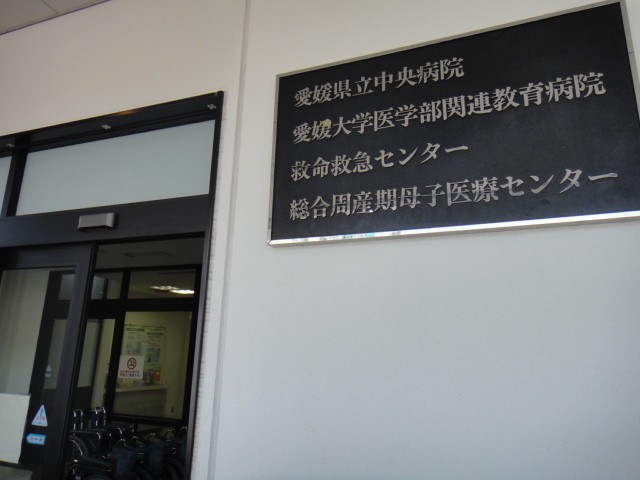 愛媛県立中央病院
愛媛大学医学部関連教育病院
救命救急センター
総合周産期母子医療センター